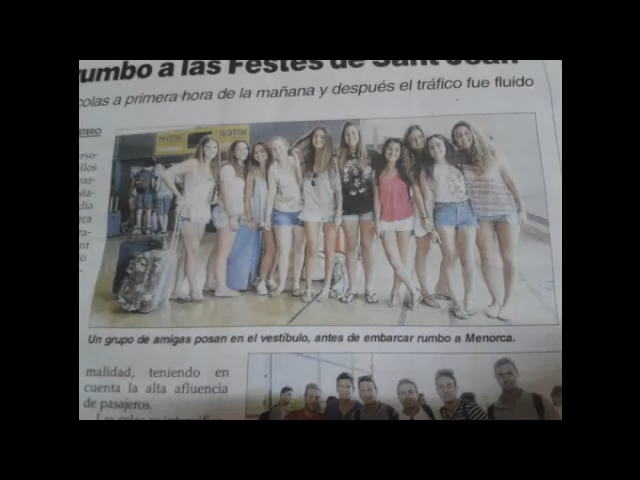 rumbo a las Festes de Sant Joan
colas a primera hora de la mañana y después el tráfico fue fluido
Un grupo de amigas posan en el vestíbulo, antes de embarcar rumbo a Menorca.
malidad, teniendo en
cuenta la alta afluencia
de pasajeros.